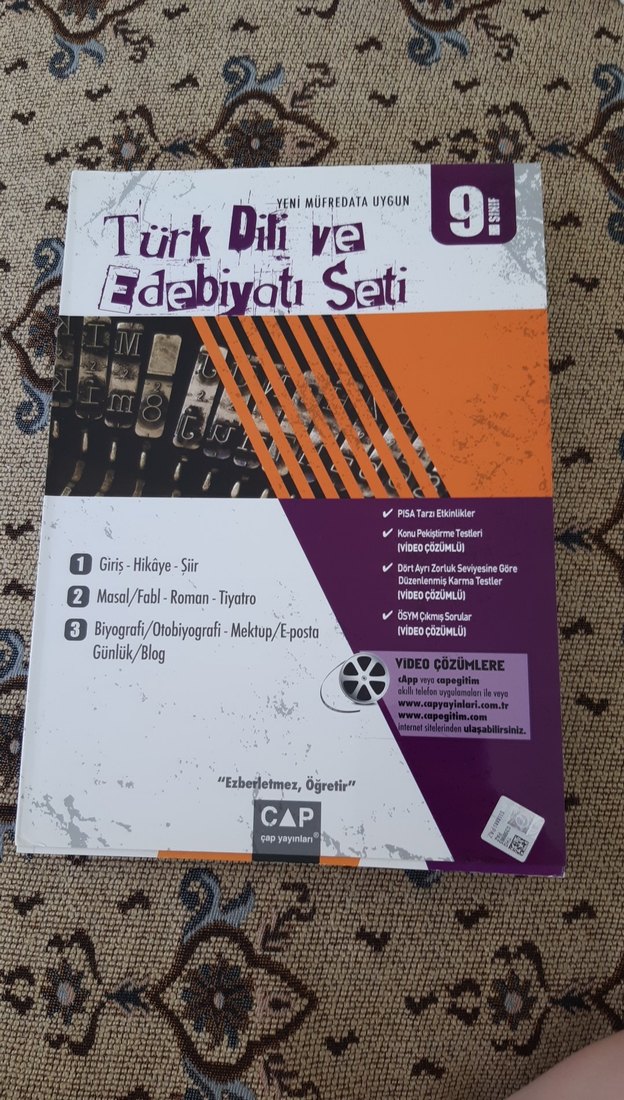 YENİ MÜFREDATA UYGUN
9. SINIF
Türk Dili ve
Edebiyatı Seti
1 Giriş - Hikâye - Şiir
2 Masal/Fabl - Roman - Tiyatro
3 Biyografi/Otobiyografi - Mektup/E-posta
Günlük/Blog
✓ PISA Tarzı Etkinlikler
✓ Konu Pekiştirme Testleri
(VİDEO ÇÖZÜMLÜ)
✓ Dört Ayrı Zorluk Seviyesine Göre
Düzenlenmiş Karma Testler
(VİDEO ÇÖZÜMLÜ)
✓ ÖSYM Çıkmış Sorular
(VİDEO ÇÖZÜMLÜ)
VİDEO ÇÖZÜMLERE
cApp veya capegitim
akıllı telefon uygulamaları ile veya
www.capyayinlari.com.tr
www.capegitim.com
internet sitelerinden ulaşabilirsiniz.
"Ezberletmez, Öğretir"
ÇAP
çap yayınları®